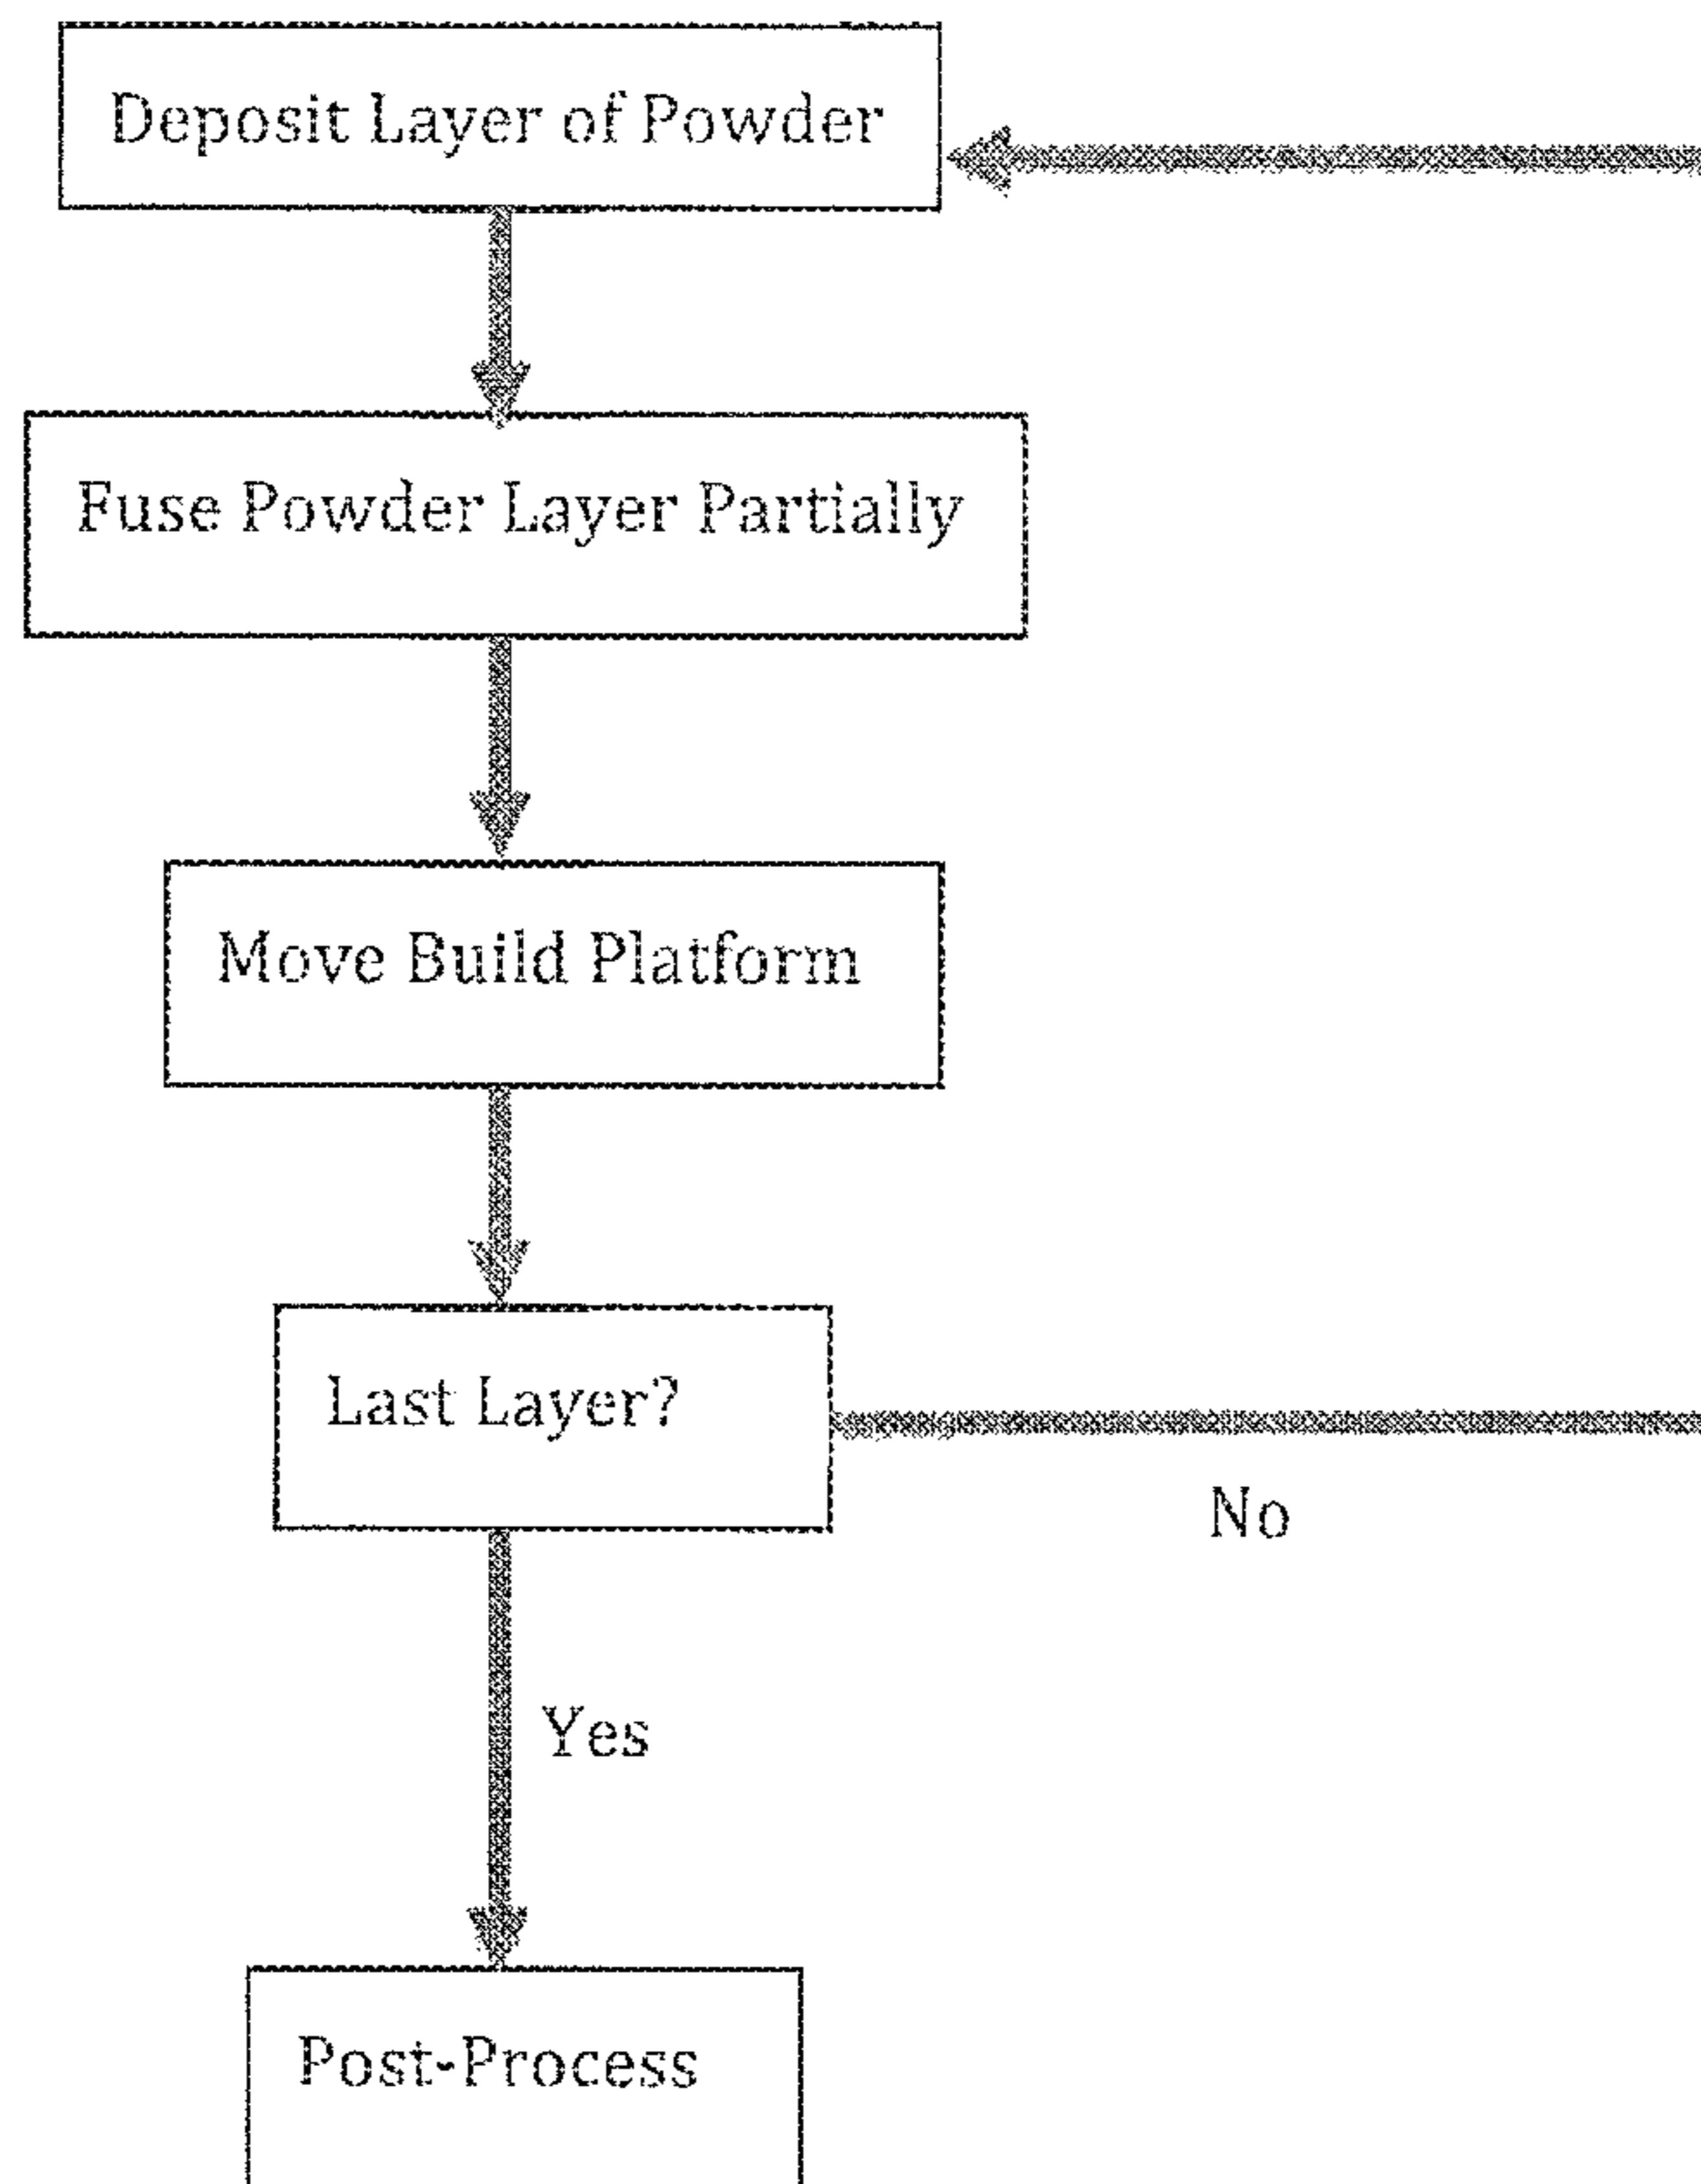 Deposit Layer of Powder
Fuse Powder Layer Partially
Move Build Platform
Last Layer?
No
Yes
Post-Process